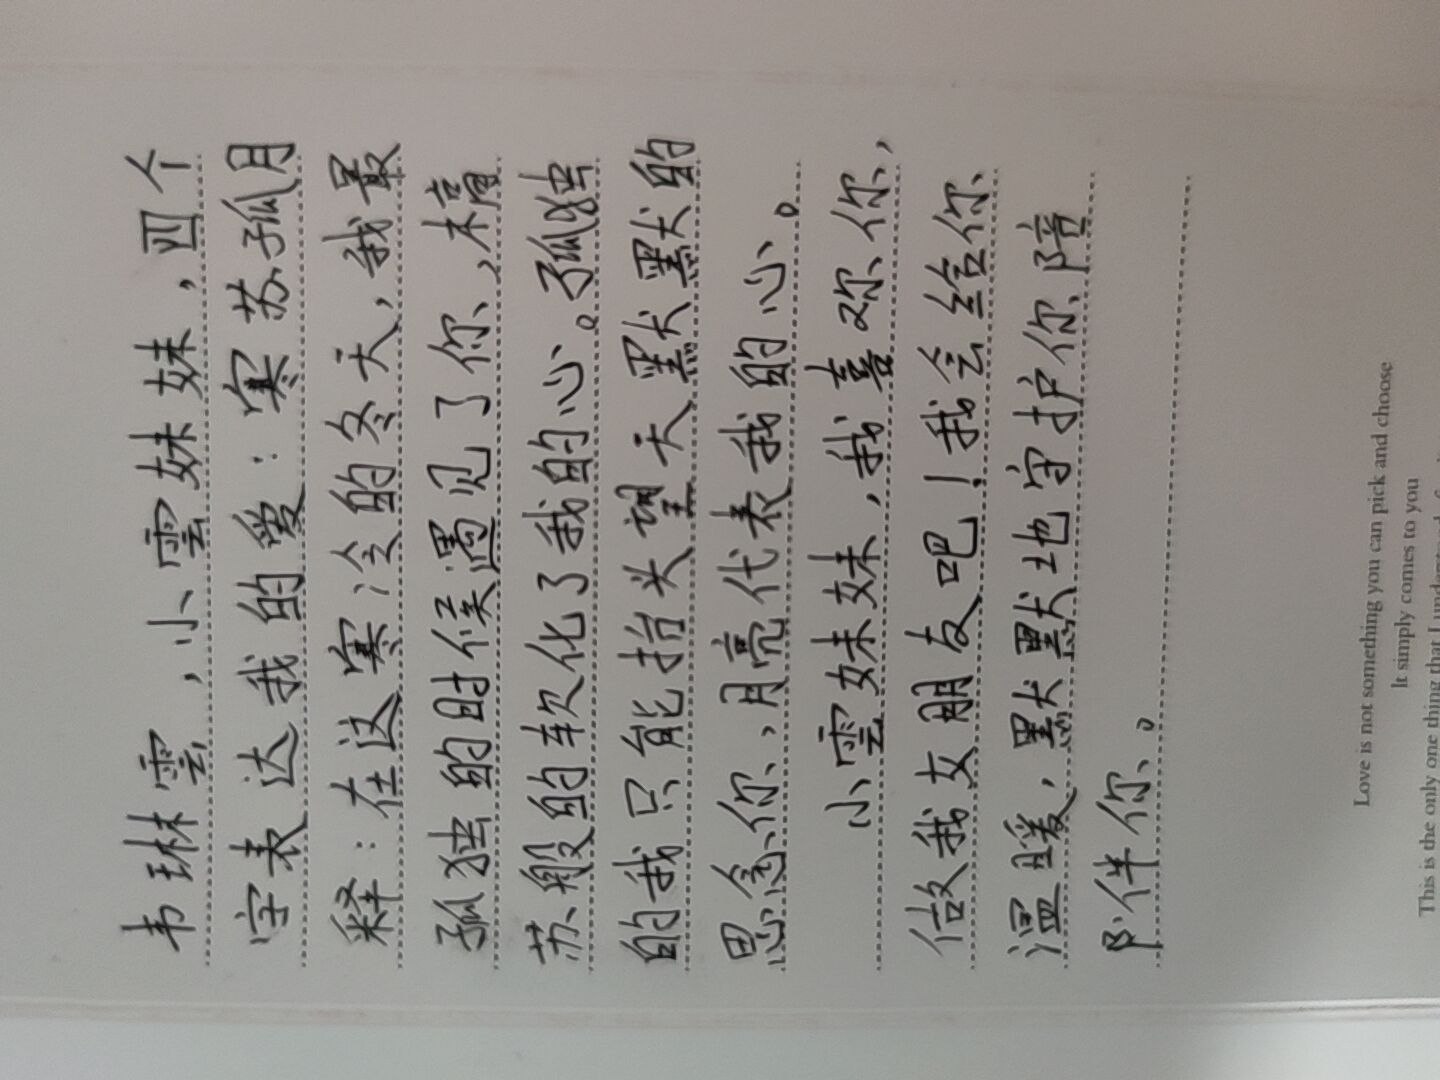 韦琳雲，小雲妹妹，四个
字表达我的爱：寒苏孤月
释：在这寒冷的冬天，我最
孤独的时候遇见了你，槁
苏般的软化了我的心。孤独
的我只能抬头望天默默的
思念你，月亮代表我的心。
小雲妹妹，我喜欢你，
做我女朋友吧！我会给你
温暖，默默地守护你陪
伴你。
Love is not something you can pick and choose
It simply comes to you
This is the only one thing that I